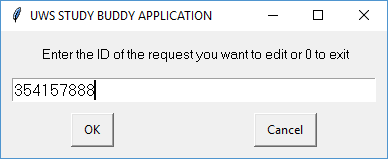 UWS STUDY BUDDY APPLICATION
Enter the ID of the request you want to edit or 0 to exit
354157888
OK Cancel